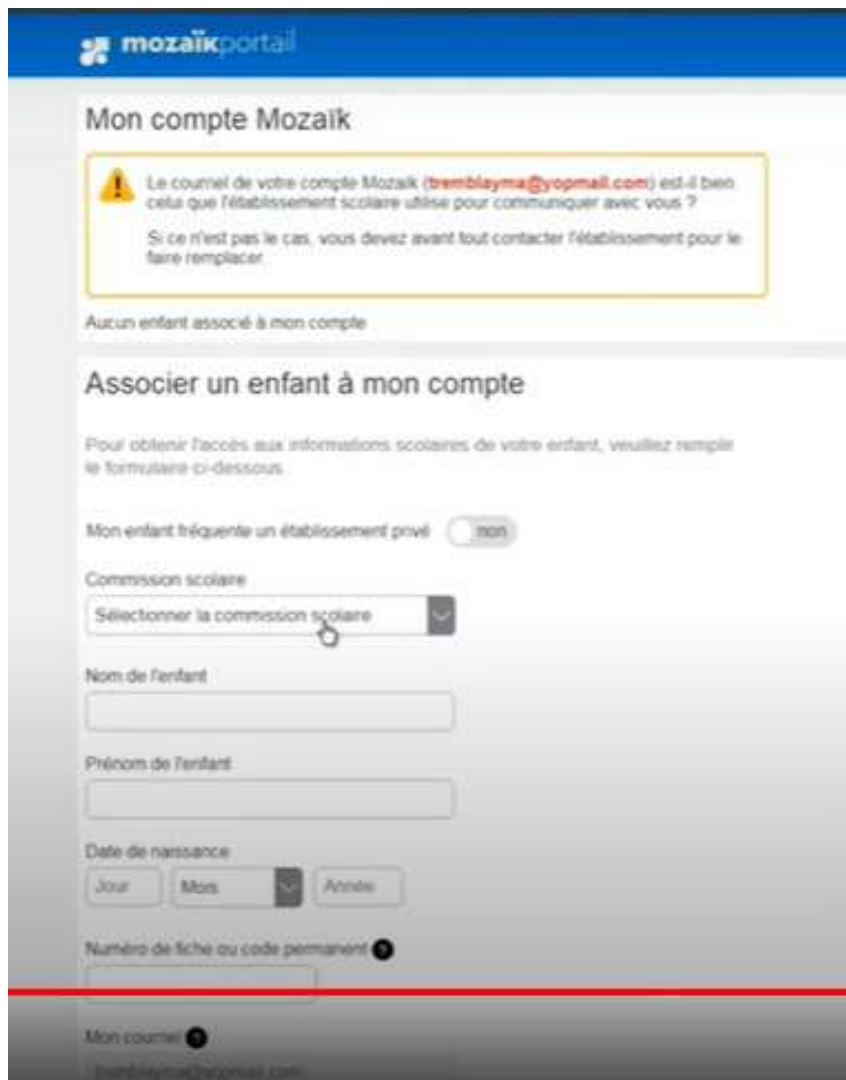 mozaïkportail
Mon compte Mozaïk
Le courriel de votre compte Mozaïk (tremblayma@yopmail.com) est-il bien
celui que l'établissement scolaire utilise pour communiquer avec vous ?
Si ce n'est pas le cas, vous devez avant tout contacter l'établissement pour le
faire remplacer.
Aucun enfant associé à mon compte
Associer un enfant à mon compte
Pour obtenir l'accès aux informations scolaires de votre enfant, veuillez remplir
le formulaire ci-dessous.
Mon enfant fréquente un établissement privé non
Commission scolaire
Sélectionner la commission scolaire
Nom de l'enfant
Prénom de l'enfant
Date de naissance
Jour Mois Année
Numéro de fiche ou code permanent ?
Mon courriel ?
tremblayma@yopmail.com